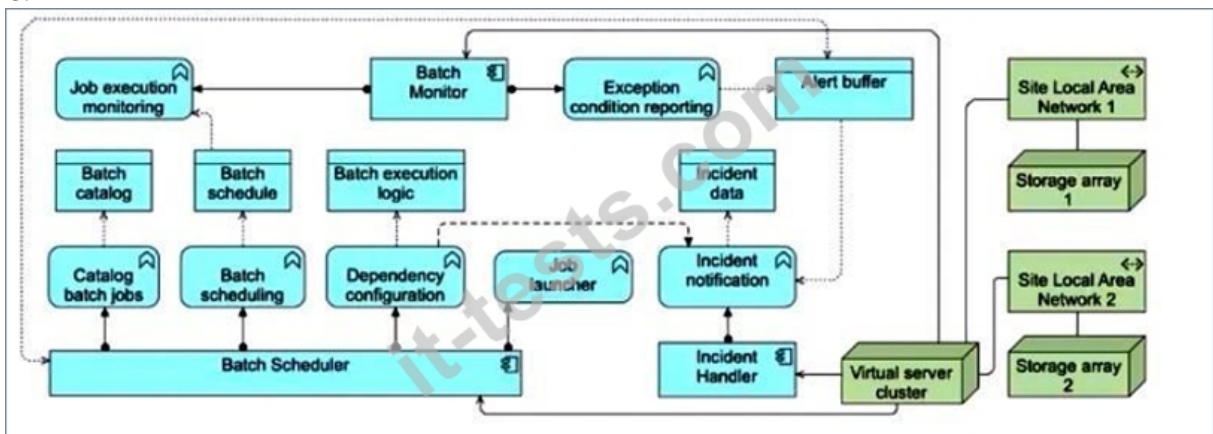 Job execution
monitoring
Batch
Monitor
Exception
condition reporting
Alert buffer
Site Local Area
Network 1
Storage array
1
Batch
catalog
Batch
schedule
Batch execution
logic
Incident
data
Catalog
batch jobs
Batch
scheduling
Dependency
configuration
Job
launcher
Incident
notification
Site Local Area
Network 2
Storage array
2
Batch Scheduler
Incident
Handler
Virtual server
cluster
it-tests.com